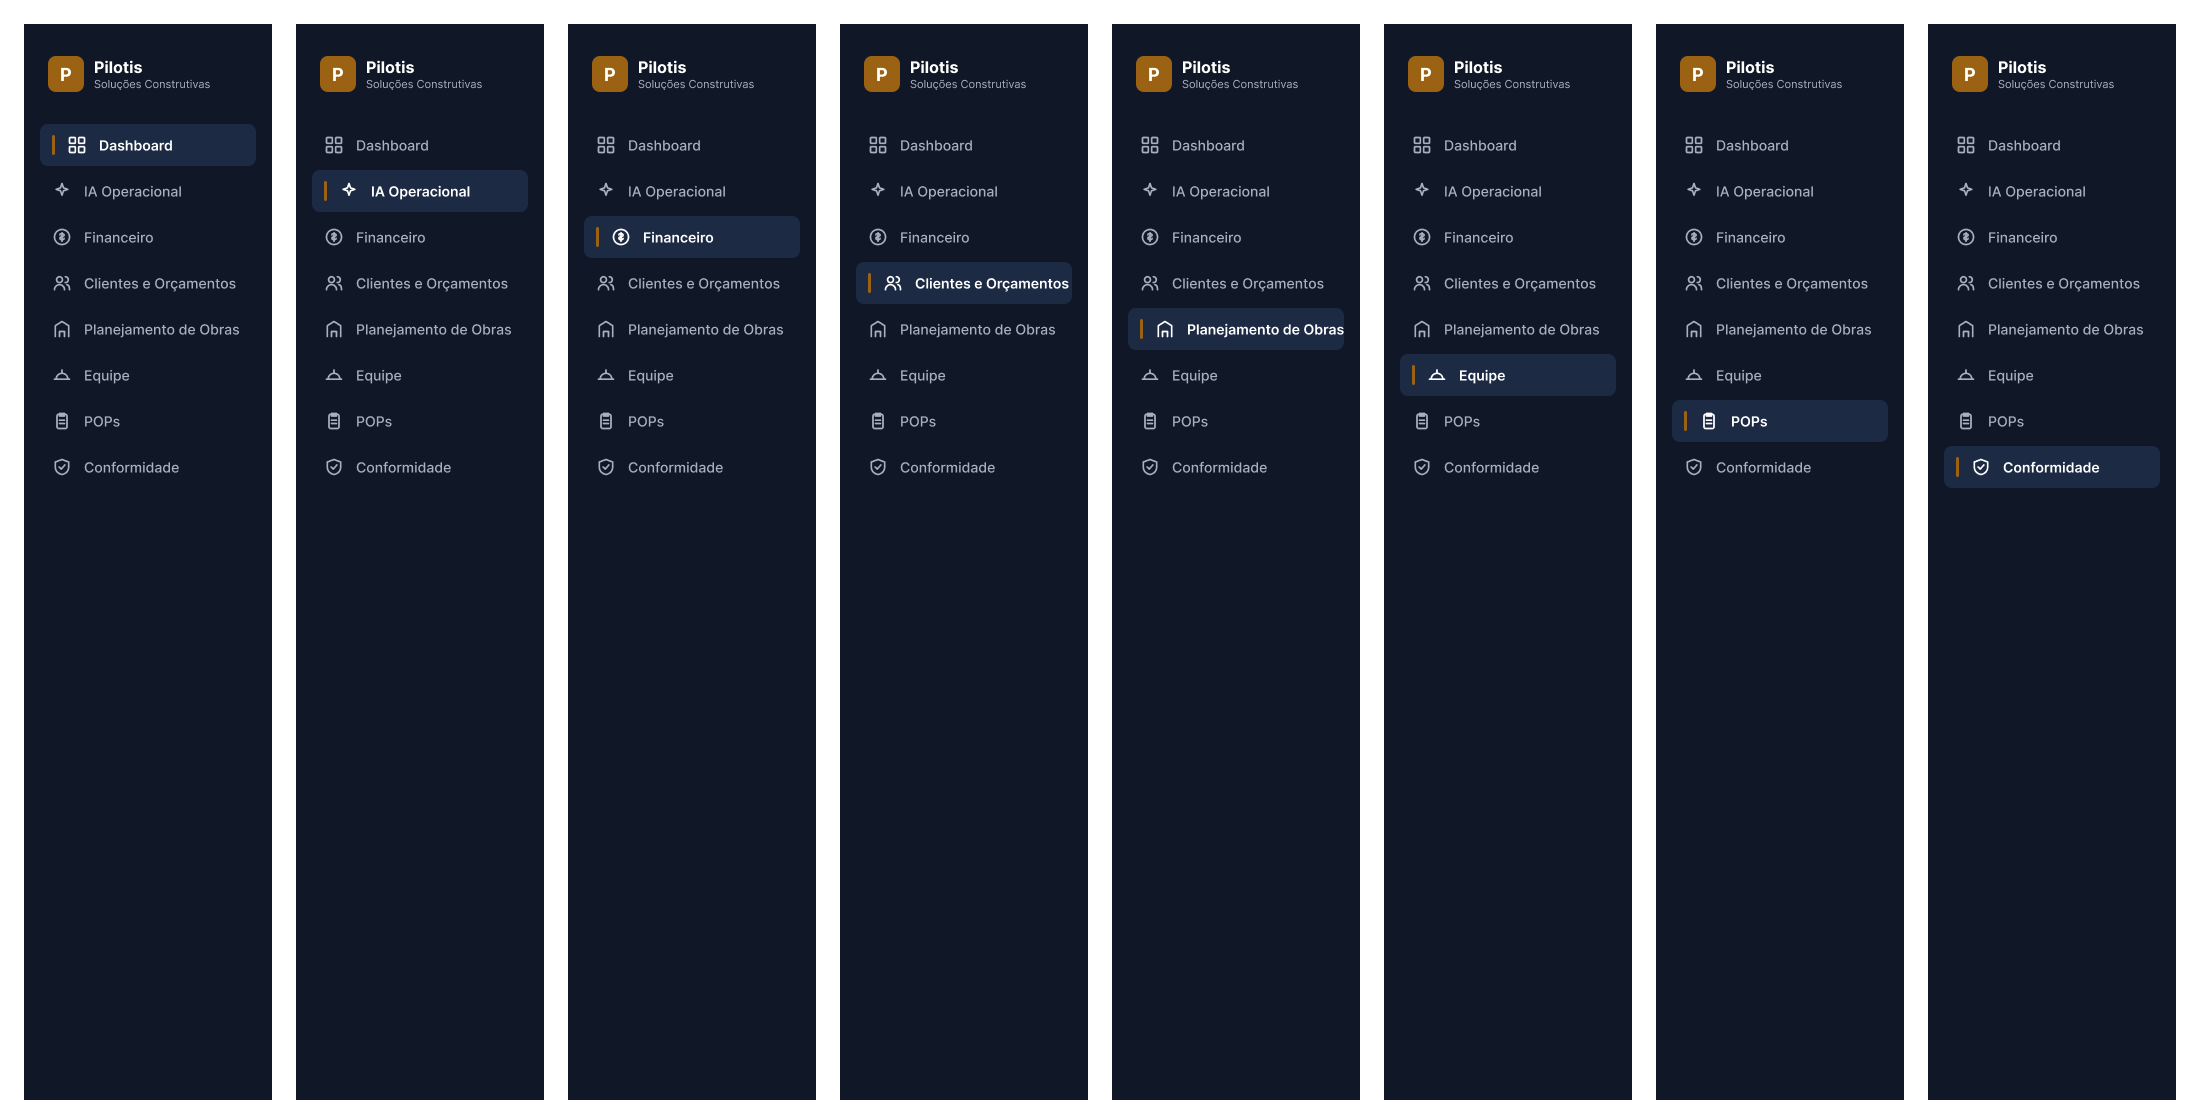 P
Pilotis
Soluções Construtivas
Dashboard
IA Operacional
Financeiro
Clientes e Orçamentos
Planejamento de Obras
Equipe
POPs
Conformidade
P
Pilotis
Soluções Construtivas
Dashboard
IA Operacional
Financeiro
Clientes e Orçamentos
Planejamento de Obras
Equipe
POPs
Conformidade
P
Pilotis
Soluções Construtivas
Dashboard
IA Operacional
Financeiro
Clientes e Orçamentos
Planejamento de Obras
Equipe
POPs
Conformidade
P
Pilotis
Soluções Construtivas
Dashboard
IA Operacional
Financeiro
Clientes e Orçamentos
Planejamento de Obras
Equipe
POPs
Conformidade
P
Pilotis
Soluções Construtivas
Dashboard
IA Operacional
Financeiro
Clientes e Orçamentos
Planejamento de Obras
Equipe
POPs
Conformidade
P
Pilotis
Soluções Construtivas
Dashboard
IA Operacional
Financeiro
Clientes e Orçamentos
Planejamento de Obras
Equipe
POPs
Conformidade
P
Pilotis
Soluções Construtivas
Dashboard
IA Operacional
Financeiro
Clientes e Orçamentos
Planejamento de Obras
Equipe
POPs
Conformidade
P
Pilotis
Soluções Construtivas
Dashboard
IA Operacional
Financeiro
Clientes e Orçamentos
Planejamento de Obras
Equipe
POPs
Conformidade